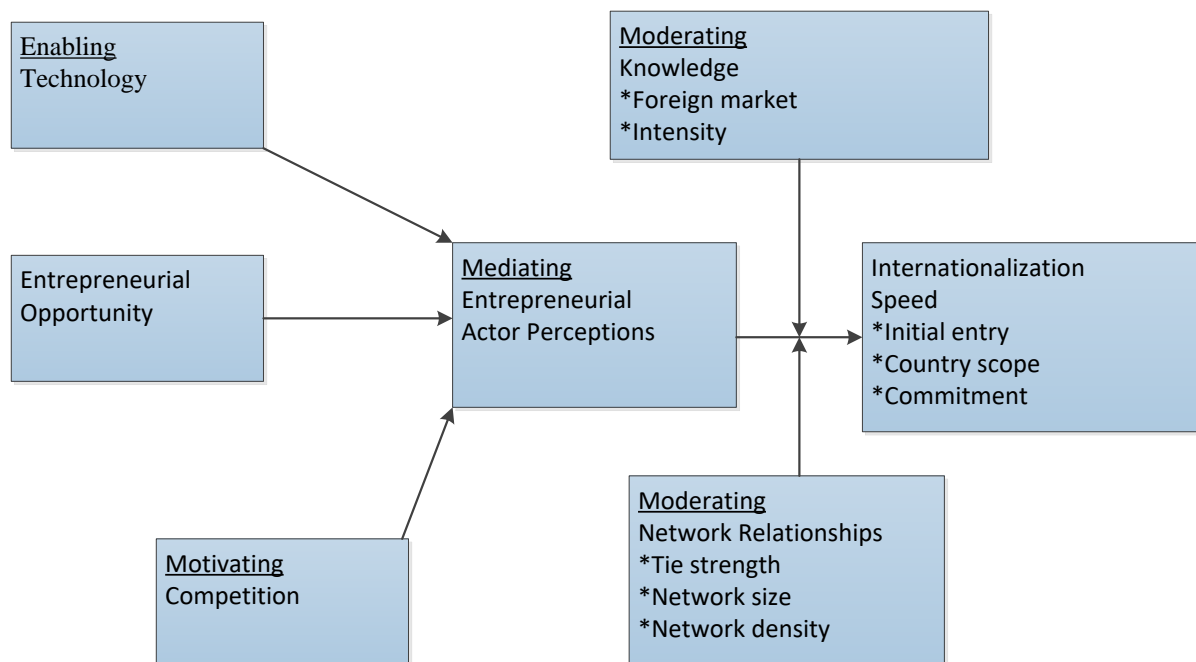 Enabling
Technology
Moderating
Knowledge
*Foreign market
*Intensity
Entrepreneurial
Opportunity
Mediating
Entrepreneurial
Actor Perceptions
Internationalization
Speed
*Initial entry
*Country scope
*Commitment
Motivating
Competition
Moderating
Network Relationships
*Tie strength
*Network size
*Network density